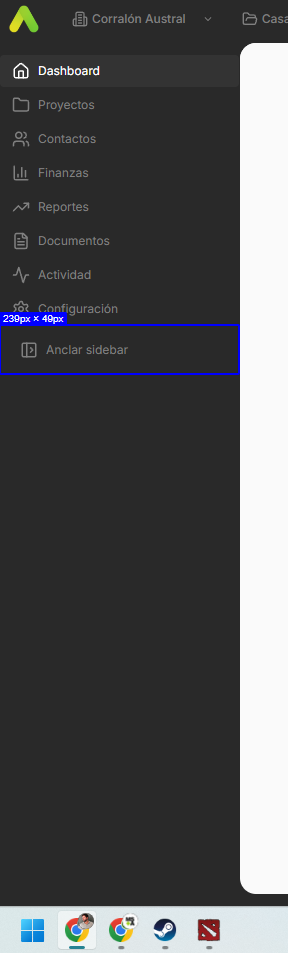 Corralón Austral
Casa
Dashboard
Proyectos
Contactos
Finanzas
Reportes
Documentos
Actividad
Configuración
239px × 49px
Anclar sidebar